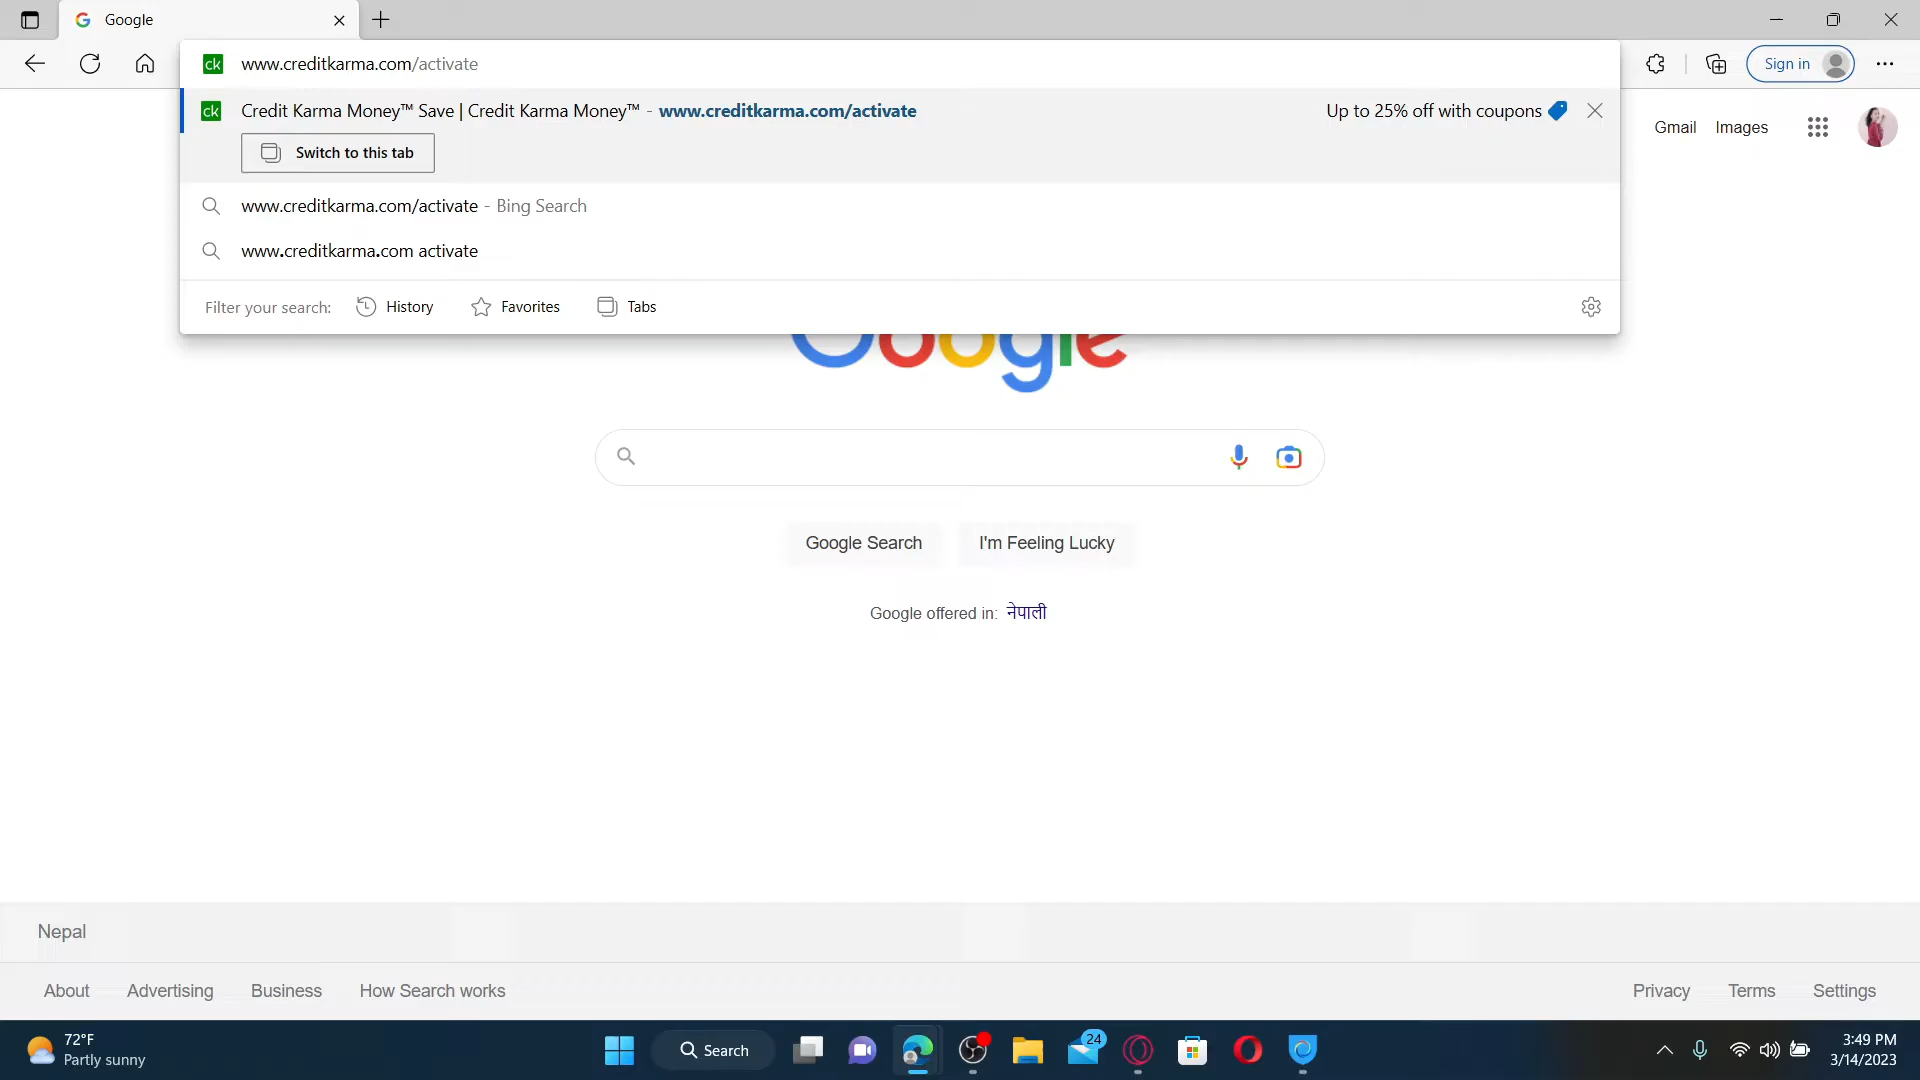 Google
www.creditkarma.com/activate
Sign in
ck
Credit Karma Money™ Save | Credit Karma Money™ - www.creditkarma.com/activate
Up to 25% off with coupons
Switch to this tab
Gmail
Images
www.creditkarma.com/activate - Bing Search
www.creditkarma.com activate
Filter your search:
History
Favorites
Tabs
Google
Google Search
I'm Feeling Lucky
Google offered in: नेपाली
Nepal
About
Advertising
Business
How Search works
Privacy
Terms
Settings
72°F
Partly sunny
Search
24
3:49 PM
3/14/2023